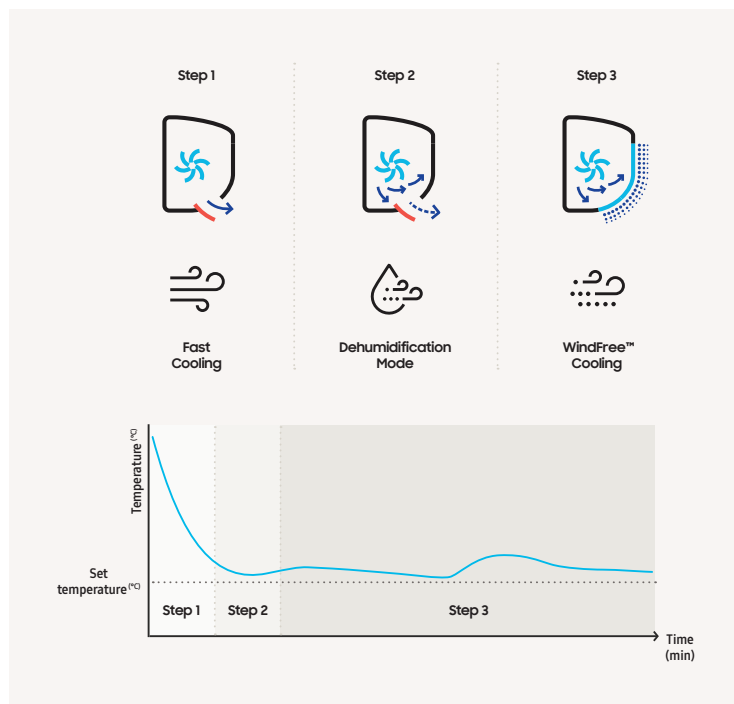 Step 1
Step 2
Step 3
Fast
Cooling
Dehumidification
Mode
WindFree™
Cooling
Temperature (°C)
Set
temperature (°C)
Step 1
Step 2
Step 3
Time
(min)